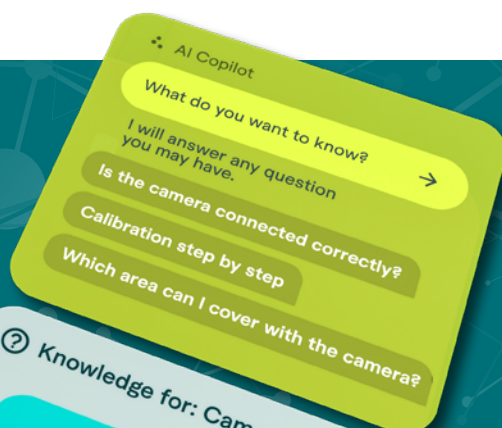 AI Copilot
What do you want to know?
I will answer any question
you may have.
Is the camera connected correctly?
Calibration step by step
Which area can I cover with the camera?
Knowledge for: